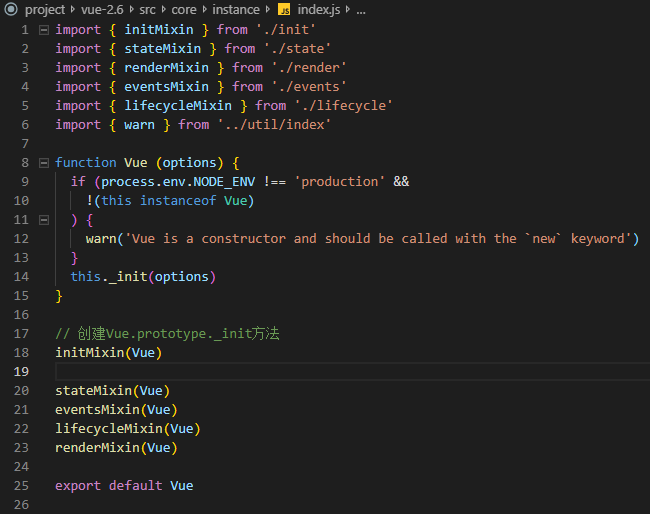 project > vue-2.6 > src > core > instance > JS index.js > ...
1 import { initMixin } from './init'
2 import { stateMixin } from './state'
3 import { renderMixin } from './render'
4 import { eventsMixin } from './events'
5 import { lifecycleMixin } from './lifecycle'
6 import { warn } from '../util/index'
7
8 function Vue (options) {
9   if (process.env.NODE_ENV !== 'production' &&
10     !(this instanceof Vue)
11   ) {
12     warn('Vue is a constructor and should be called with the `new` keyword')
13   }
14   this._init(options)
15 }
16
17 // 创建Vue.prototype._init方法
18 initMixin(Vue)
19
20 stateMixin(Vue)
21 eventsMixin(Vue)
22 lifecycleMixin(Vue)
23 renderMixin(Vue)
24
25 export default Vue
26